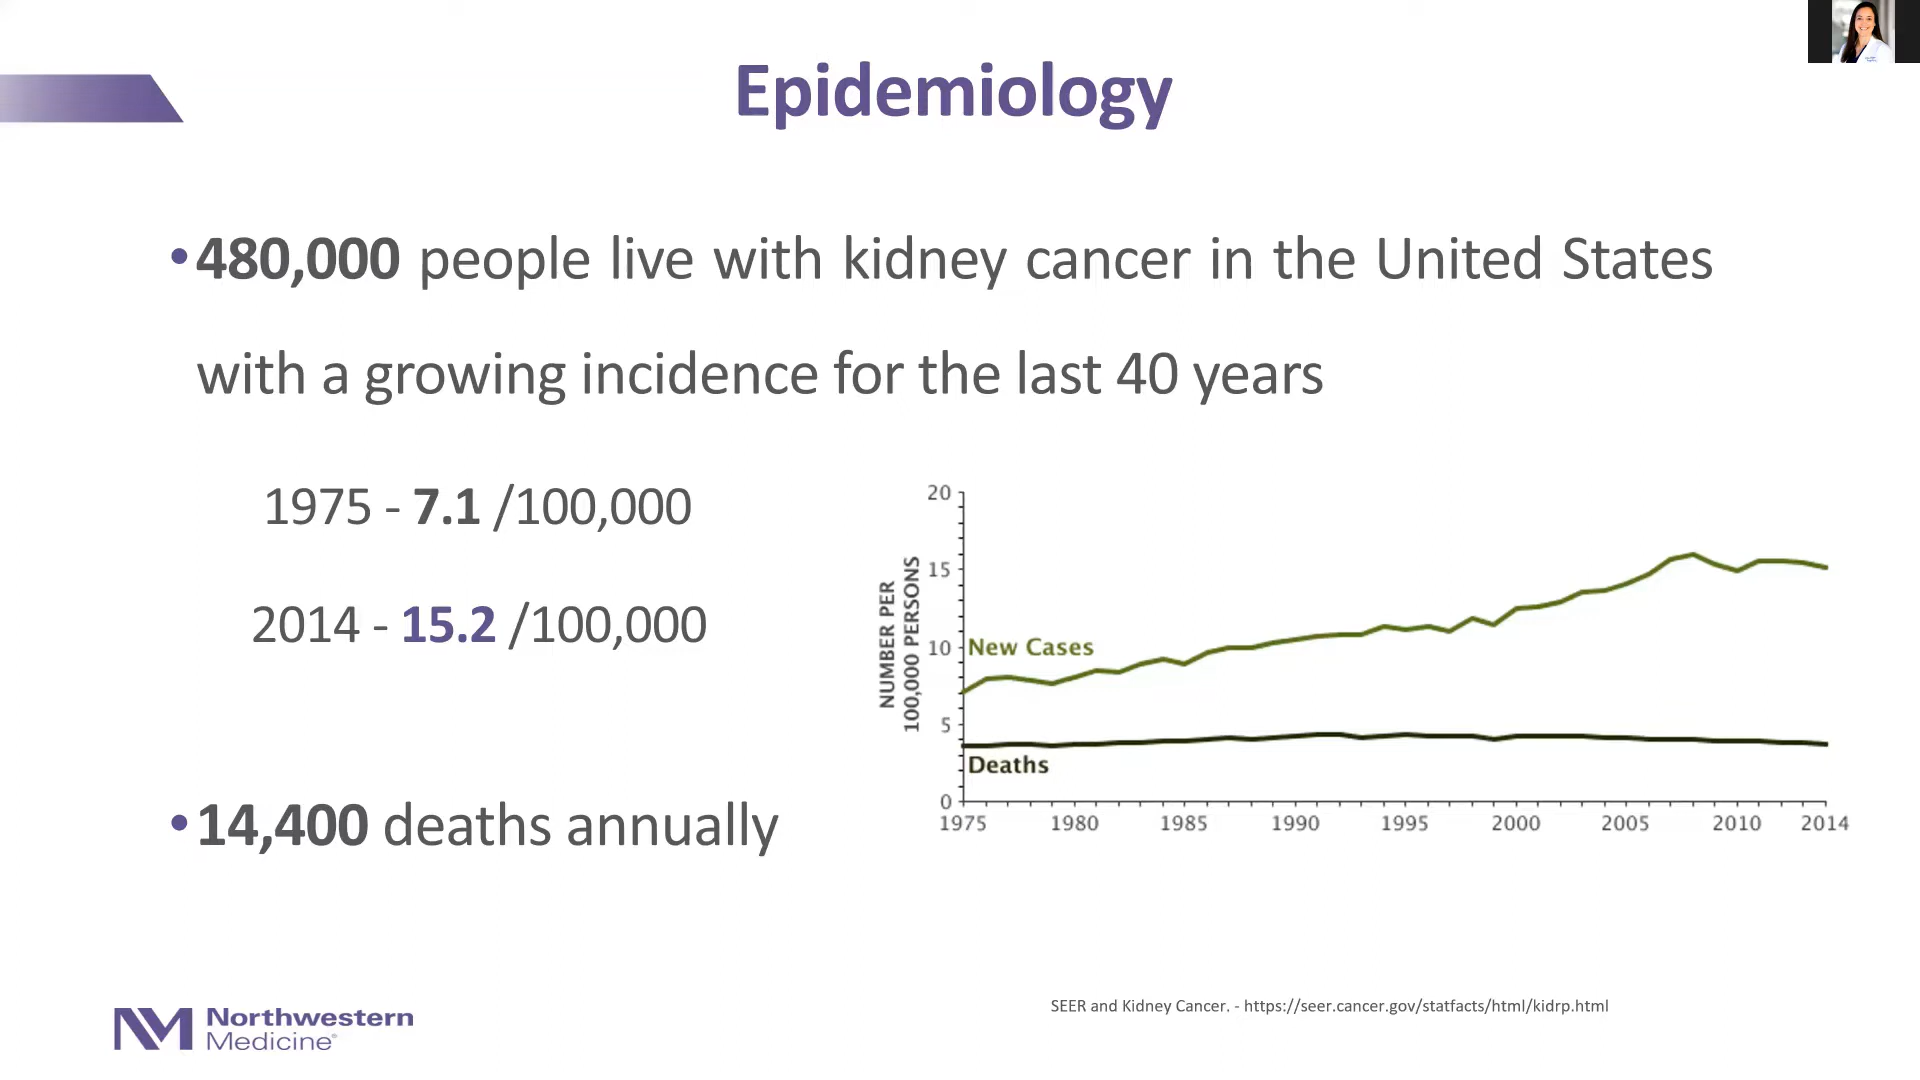 Epidemiology
•480,000 people live with kidney cancer in the United States
with a growing incidence for the last 40 years
1975 - 7.1 /100,000
2014 - 15.2 /100,000
•14,400 deaths annually
NUMBER PER
100,000 PERSONS
20
15
10
5
0
New Cases
Deaths
1975 1980 1985 1990 1995 2000 2005 2010 2014
SEER and Kidney Cancer. - https://seer.cancer.gov/statfacts/html/kidrp.html
NM Northwestern
Medicine®